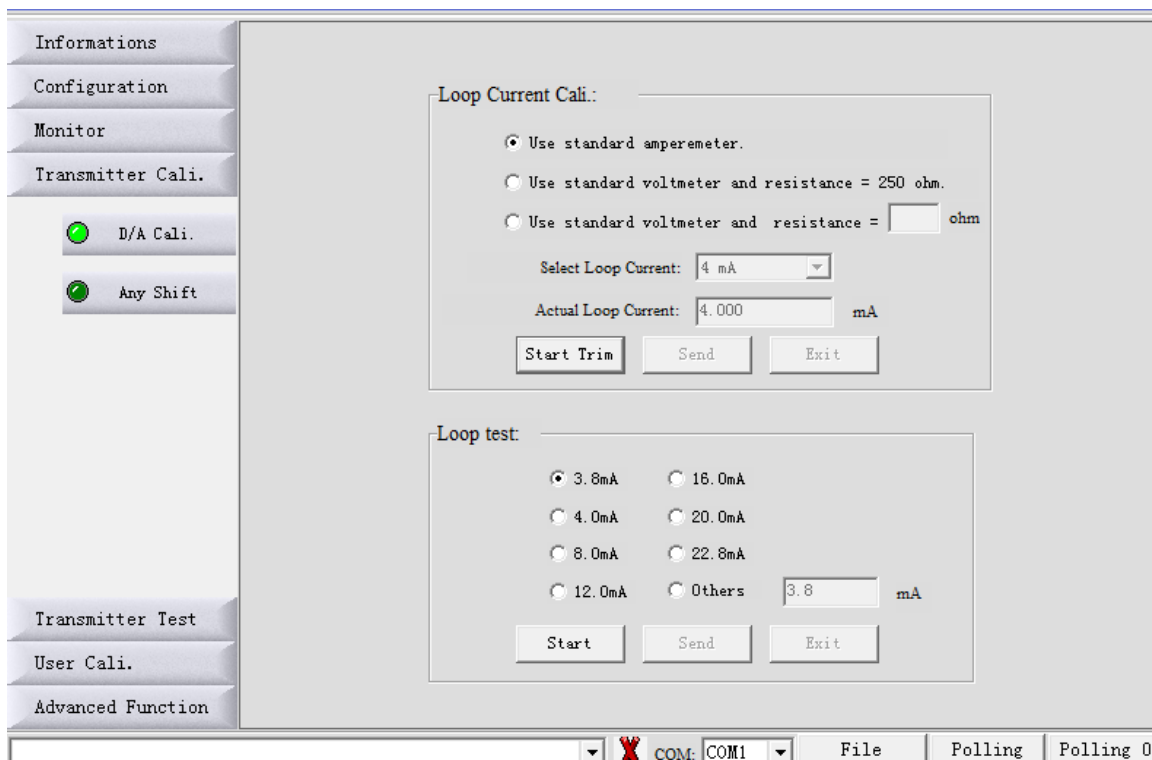 Informations
Configuration
Monitor
Transmitter Cali.
D/A Cali.
Any Shift
Transmitter Test
User Cali.
Advanced Function
Loop Current Cali.:
Use standard amperemeter.
Use standard voltmeter and resistance = 250 ohm.
Use standard voltmeter and resistance = ohm
Select Loop Current: 4 mA
Actual Loop Current: 4.000 mA
Start Trim Send Exit
Loop test:
3.8mA 16.0mA
4.0mA 20.0mA
8.0mA 22.8mA
12.0mA Others 3.8 mA
Start Send Exit
COM: COM1 File Polling Polling 0